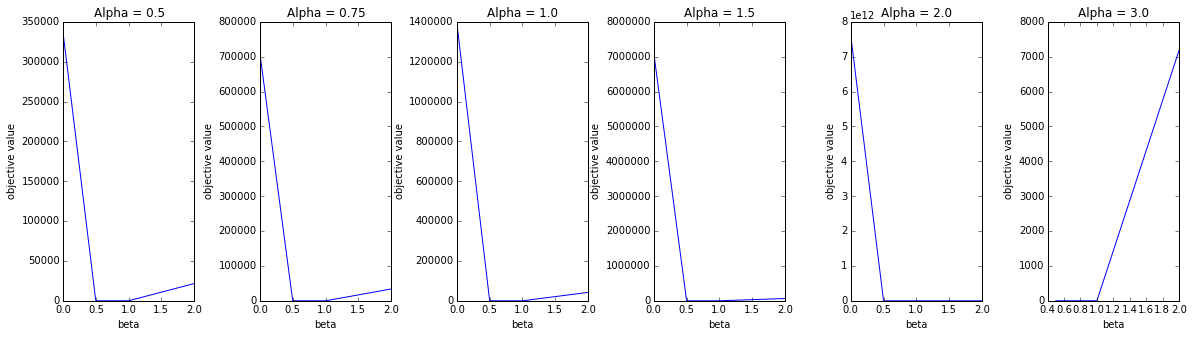 Alpha = 0.5
350000
300000
250000
200000
150000
100000
50000
0
objective value
0.0 0.5 1.0 1.5 2.0
beta
Alpha = 0.75
800000
700000
600000
500000
400000
300000
200000
100000
0
objective value
0.0 0.5 1.0 1.5 2.0
beta
Alpha = 1.0
1400000
1200000
1000000
800000
600000
400000
200000
0
objective value
0.0 0.5 1.0 1.5 2.0
beta
Alpha = 1.5
8000000
7000000
6000000
5000000
4000000
3000000
2000000
1000000
0
objective value
0.0 0.5 1.0 1.5 2.0
beta
1e12 Alpha = 2.0
8
7
6
5
4
3
2
1
0
objective value
0.0 0.5 1.0 1.5 2.0
beta
Alpha = 3.0
8000
7000
6000
5000
4000
3000
2000
1000
0
objective value
0.4 0.6 0.8 1.0 1.2 1.4 1.6 1.8 2.0
beta